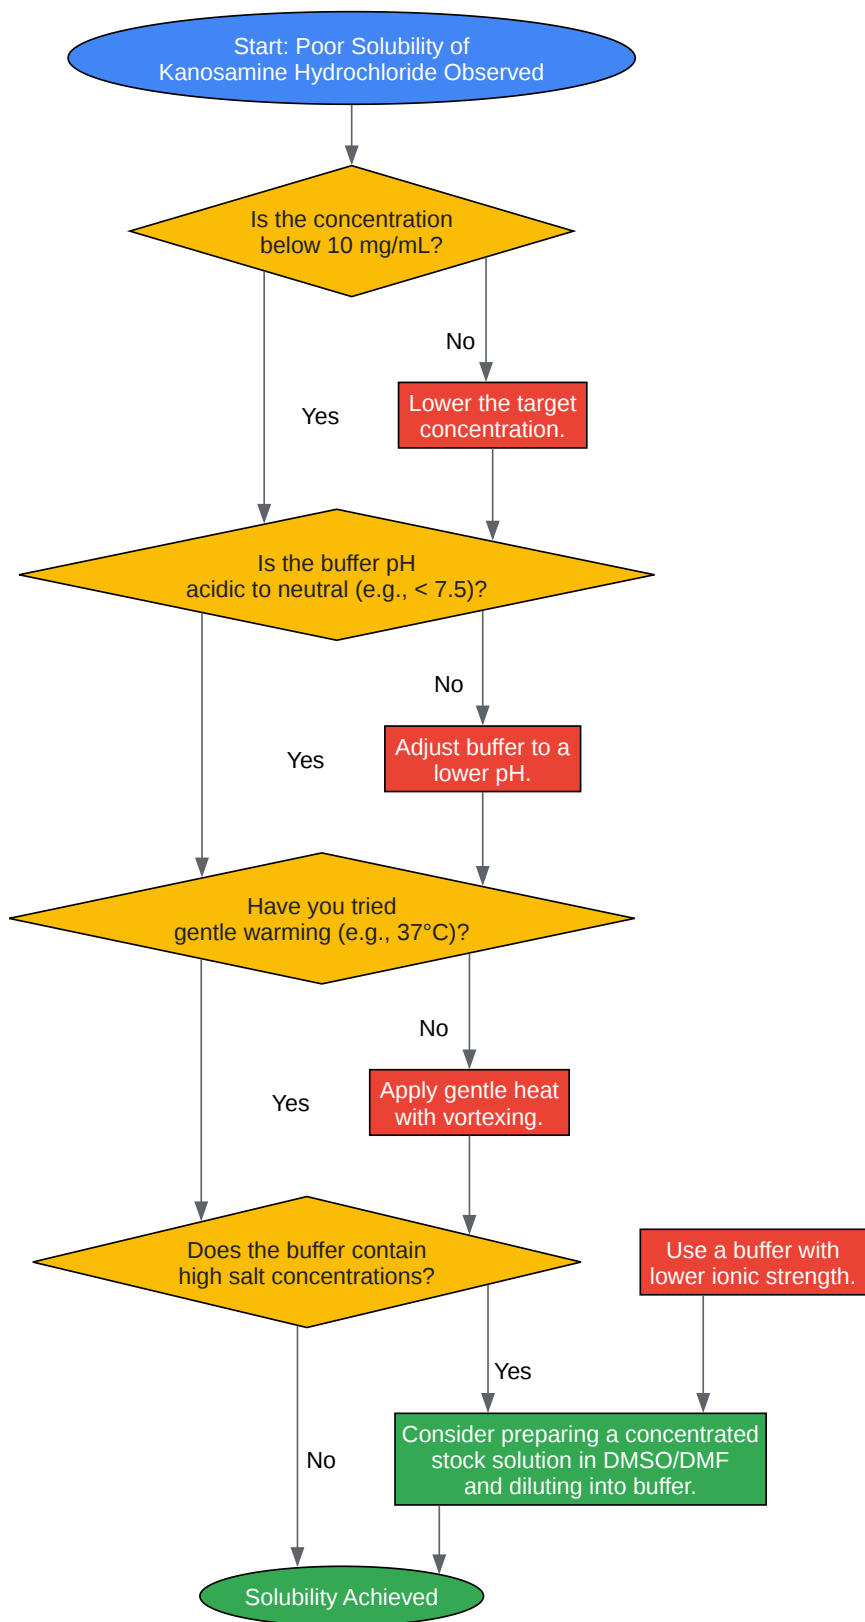 Start: Poor Solubility of
Kanosamine Hydrochloride Observed
Is the concentration
below 10 mg/mL?
No
Lower the target
concentration.
Yes
Is the buffer pH
acidic to neutral (e.g., < 7.5)?
No
Adjust buffer to a
lower pH.
Yes
Have you tried
gentle warming (e.g., 37°C)?
No
Apply gentle heat
with vortexing.
Yes
Does the buffer contain
high salt concentrations?
Use a buffer with
lower ionic strength.
Yes
Consider preparing a concentrated
stock solution in DMSO/DMF
and diluting into buffer.
No
Solubility Achieved